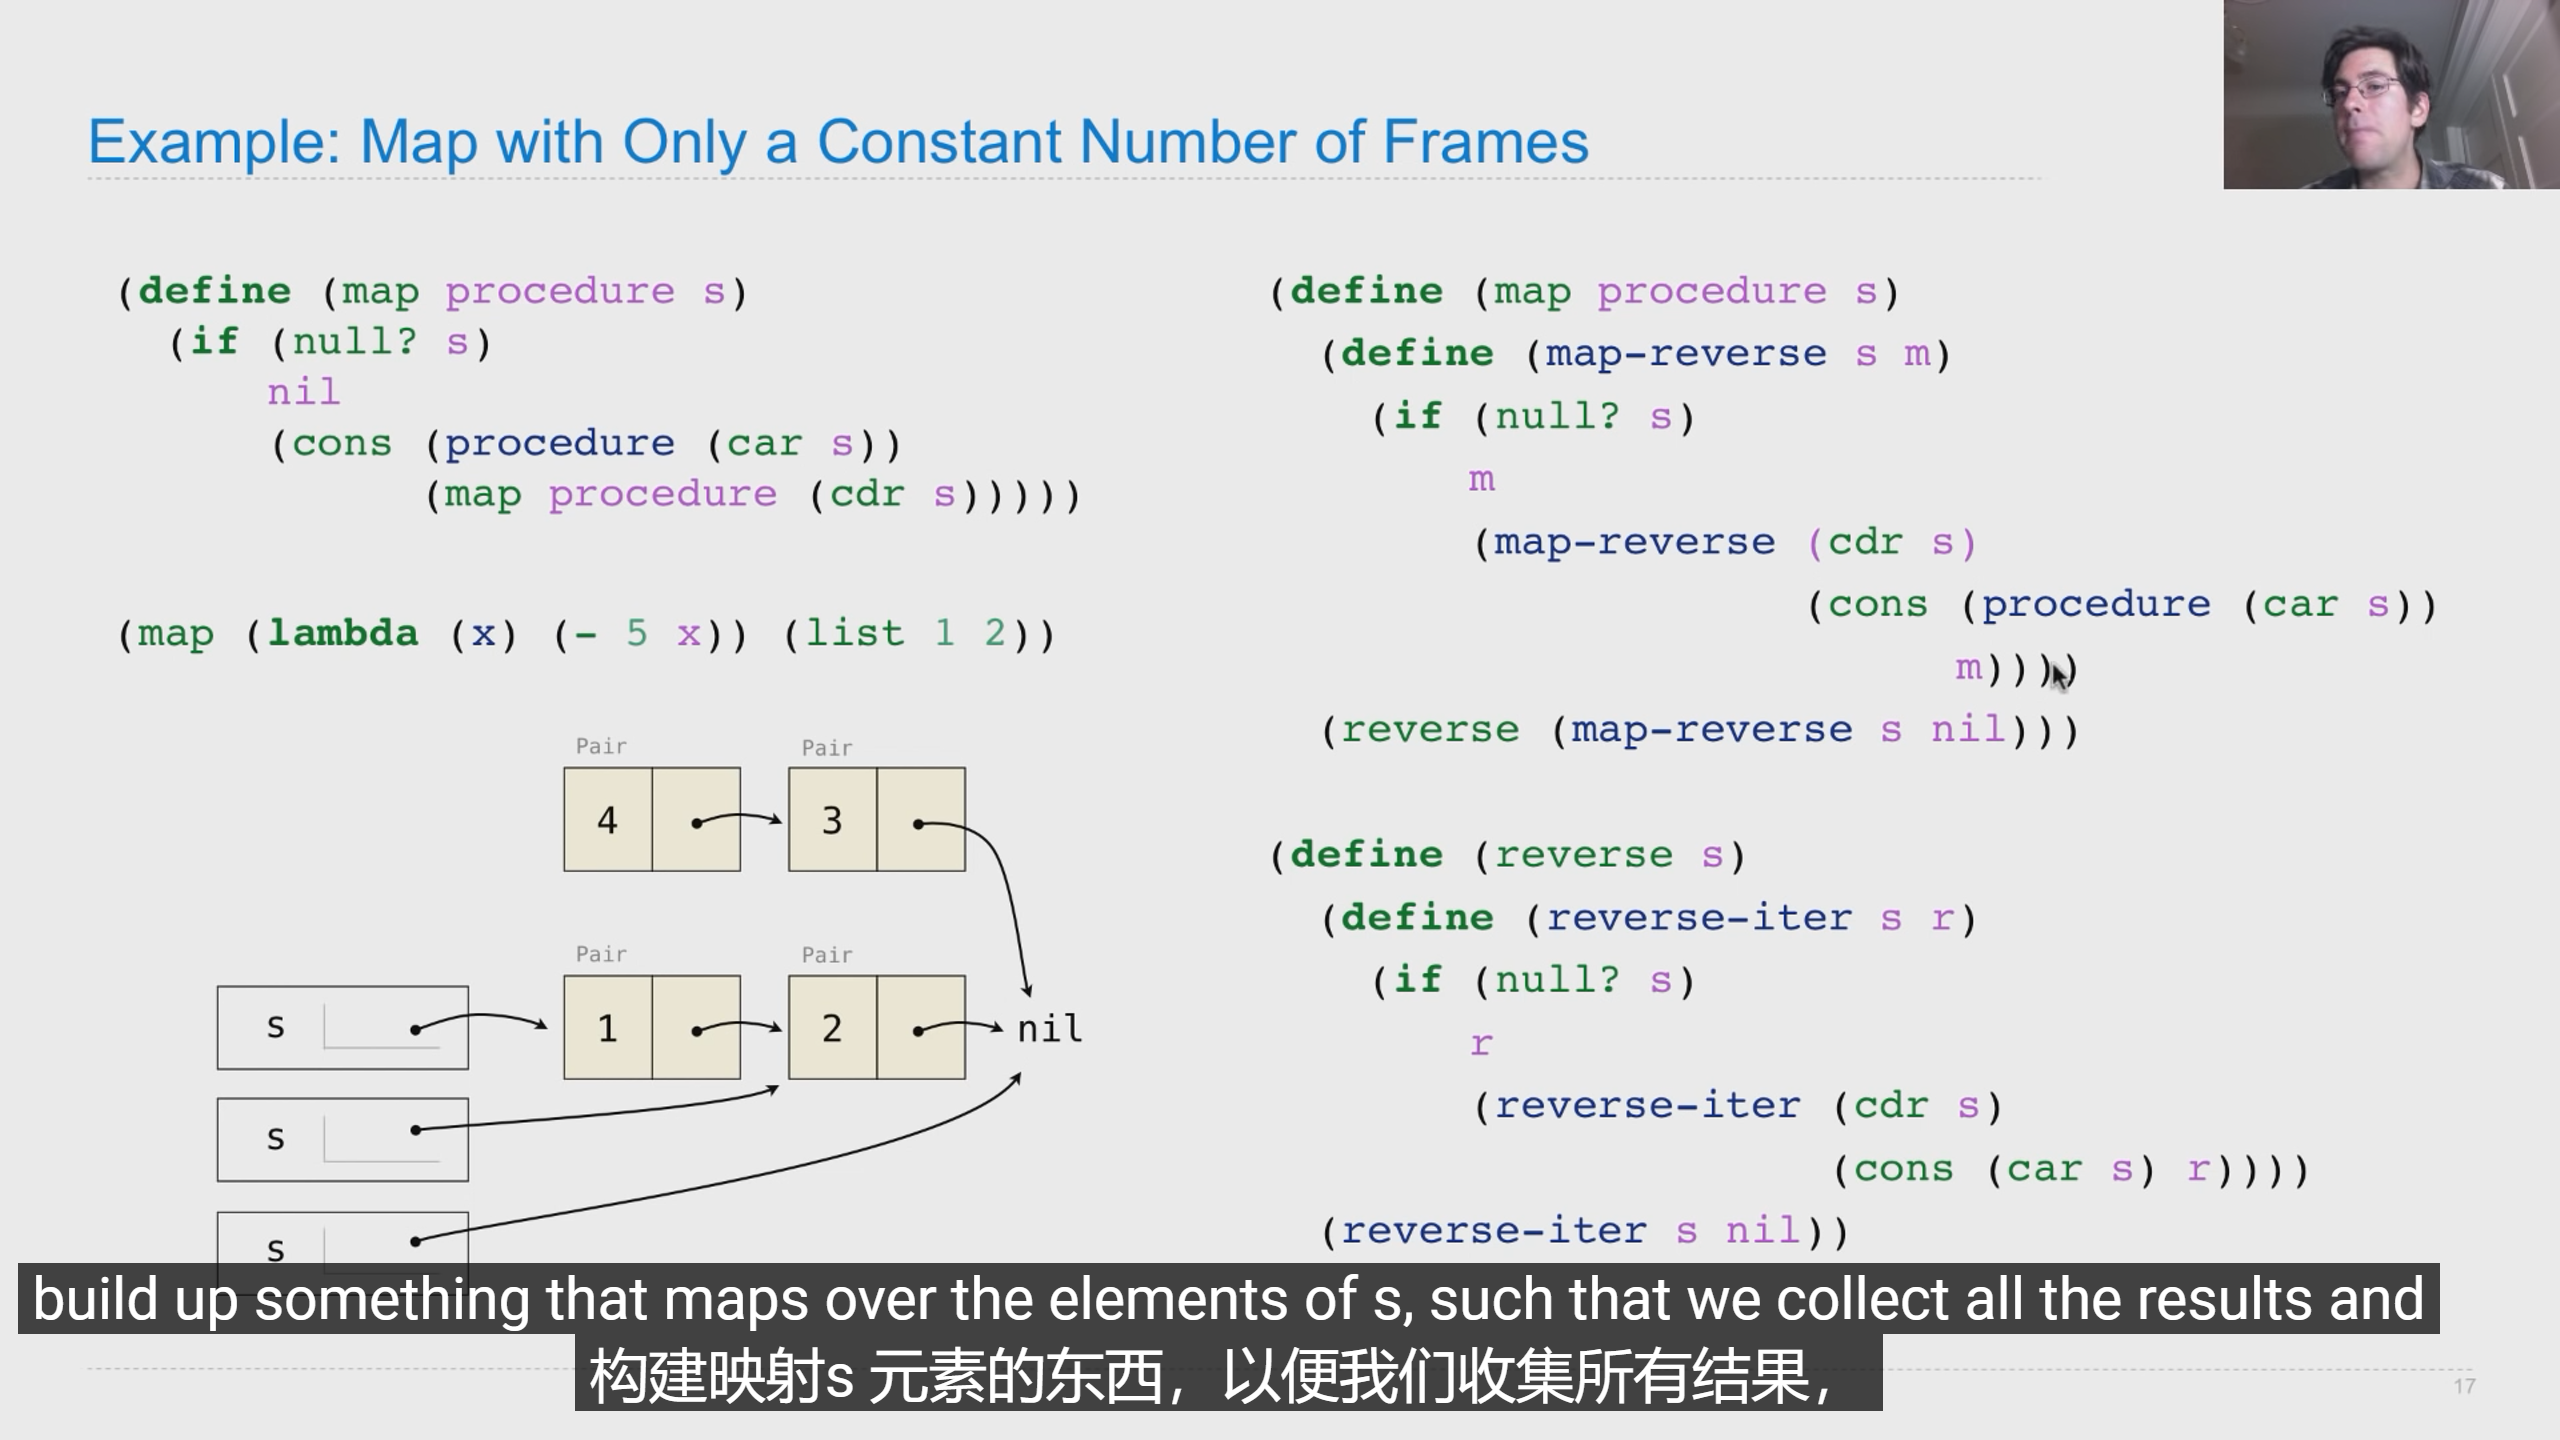 Example: Map with Only a Constant Number of Frames
(define (map procedure s)
(if (null? s)
nil
(cons (procedure (car s))
(map procedure (cdr s)))))
(map (lambda (x) (- 5 x)) (list 1 2))
Pair Pair
4 3
Pair Pair
s 1 2 nil
s
s
(define (map procedure s)
(define (map-reverse s m)
(if (null? s)
m
(map-reverse (cdr s)
(cons (procedure (car s))
m))))
(reverse (map-reverse s nil)))
(define (reverse s)
(define (reverse-iter s r)
(if (null? s)
r
(reverse-iter (cdr s)
(cons (car s) r))))
(reverse-iter s nil))
build up something that maps over the elements of s, such that we collect all the results and
构建映射s 元素的东西，以便我们收集所有结果，
17